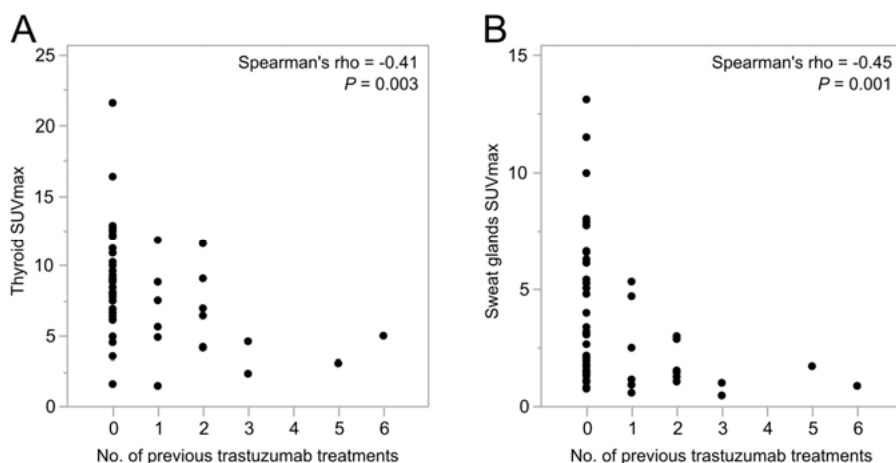 A
Spearman's rho = -0.41
P = 0.003
25
20
15
10
5
0
Thyroid SUVmax
0 1 2 3 4 5 6
No. of previous trastuzumab treatments
B
Spearman's rho = -0.45
P = 0.001
15
10
5
0
Sweat glands SUVmax
0 1 2 3 4 5 6
No. of previous trastuzumab treatments